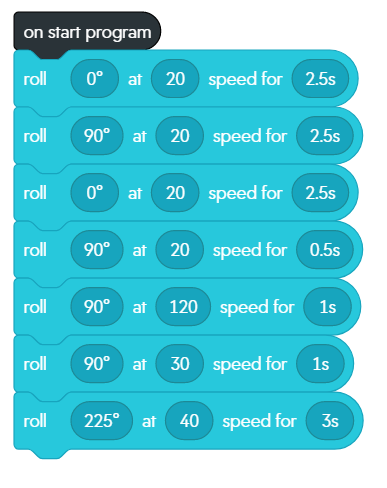 on start program
roll 0° at 20 speed for 2.5s
roll 90° at 20 speed for 2.5s
roll 0° at 20 speed for 2.5s
roll 90° at 20 speed for 0.5s
roll 90° at 120 speed for 1s
roll 90° at 30 speed for 1s
roll 225° at 40 speed for 3s